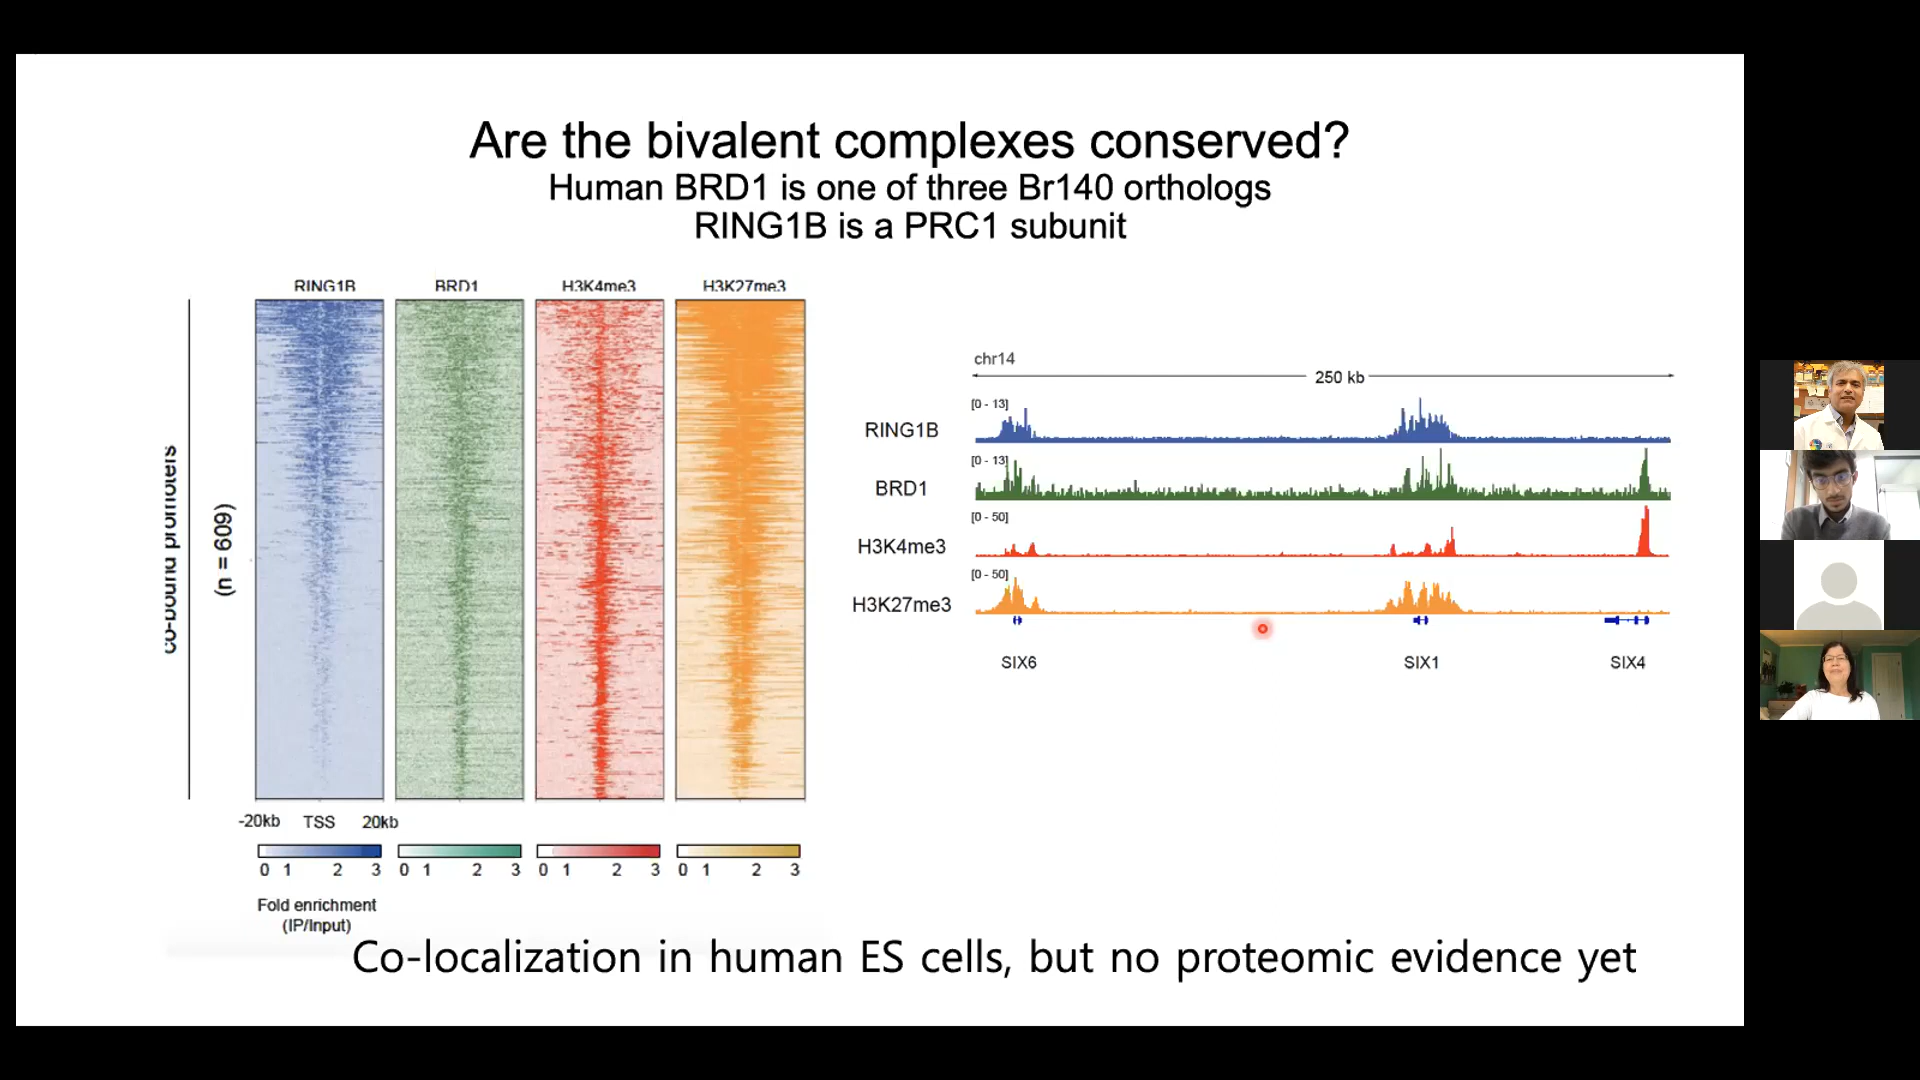 Are the bivalent complexes conserved?
Human BRD1 is one of three Br140 orthologs
RING1B is a PRC1 subunit
RING1B BRD1 H3K4me3 H3K27me3
co-bound promoters
(n = 609)
-20kb TSS 20kb
0 1 2 3 0 1 2 3 0 1 2 3 0 1 2 3
Fold enrichment
(IP/Input)
chr14
250 kb
[0 - 13]
RING1B
[0 - 13]
BRD1
[0 - 50]
H3K4me3
[0 - 50]
H3K27me3
SIX6 SIX1 SIX4
Co-localization in human ES cells, but no proteomic evidence yet